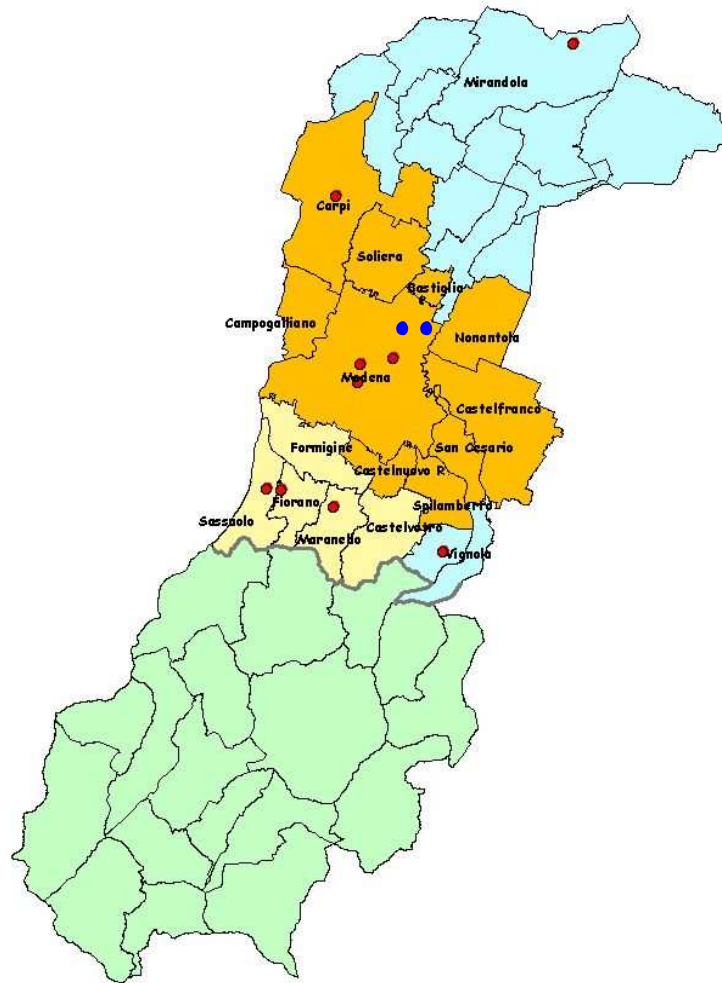 Mirandola
Carpi
Soliera
Bastiglia
Campogalliano
Nonantola
Modena
Castelfranco
Formigine
San Cesario
Castelnuovo R
Fiorano
Spilamberto
Sassuolo
Castelvetro
Maranello
Vignola